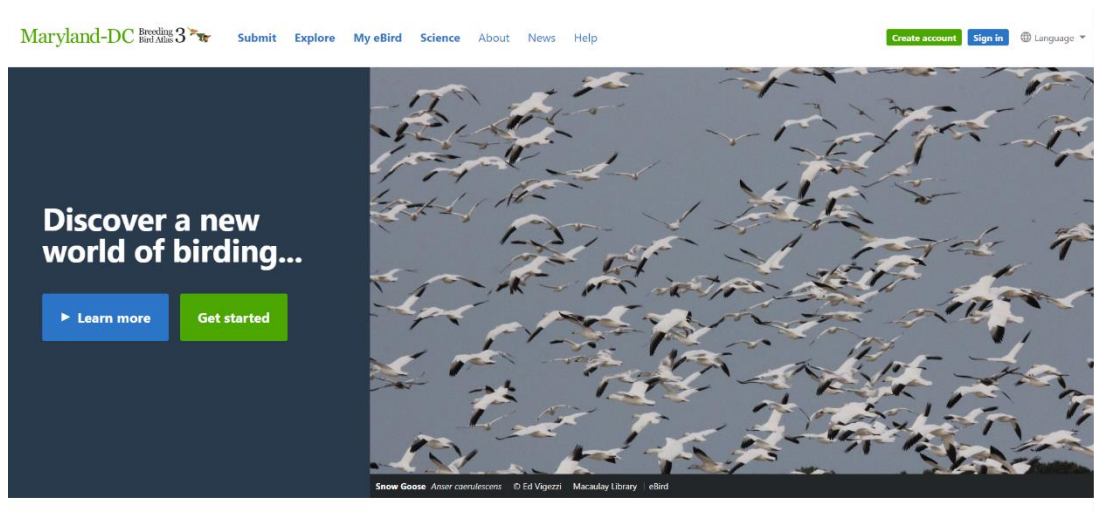 Maryland-DC Breeding Bird Atlas 3 Submit Explore My eBird Science About News Help Create account Sign in Language
Discover a new
world of birding...
Learn more Get started
Snow Goose Anser caerulescens © Ed Vigezzi Macaulay Library eBird